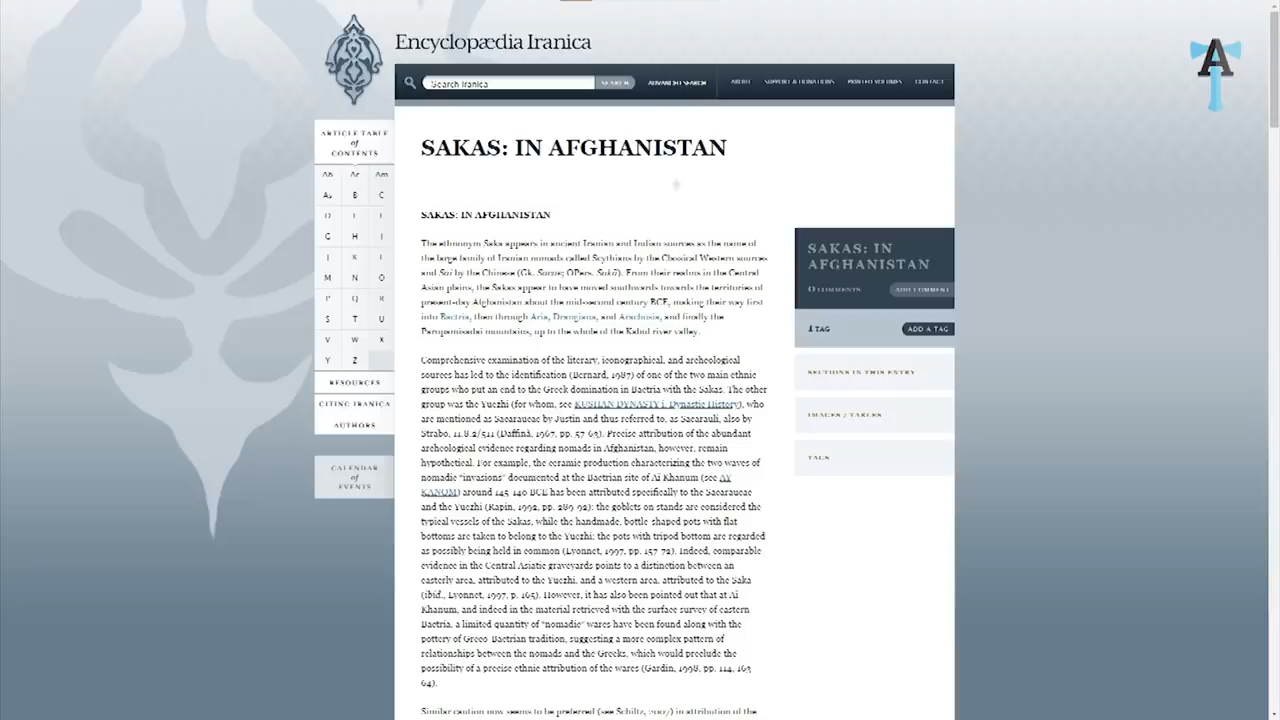 Encyclopædia Iranica
Search Iranica
SEARCH
ADVANCED SEARCH
ABOUT
SUPPORT & DONATIONS
PRINTED VOLUMES
CONTACT
ARTICLE TABLE
of
CONTENTS
Ab Ac Am
As B C
G H I
M N O
P Q R
S T U
V W X
Y Z
RESOURCES
CITING IRANICA
AUTHORS
CALENDAR
of
EVENTS
SAKAS: IN AFGHANISTAN
SAKAS: IN AFGHANISTAN
The ethnonym Saka appears in ancient Iranian and Indian sources as the name of
the large family of Iranian nomads called Scythians by the Classical Western sources
and Sai by the Chinese (Gk. Sacae; OPers. Sakā). From their realms in the Central
Asian plains, the Sakas appear to have moved southwards towards the territories of
present-day Afghanistan about the mid-second century BCE, making their way first
into Bactria, then through Aria, Drangiana, and Arachosia, and finally the
Paropamisadai mountains, up to the whole of the Kabul river valley.
Comprehensive examination of the literary, iconographical, and archeological
sources has led to the identification (Bernard, 1987) of one of the two main ethnic
groups who put an end to the Greek domination in Bactria with the Sakas. The other
group was the Yuezhi (for whom, see KUSHAN DYNASTY i. Dynastic History), who
are mentioned as Sacaraucae by Justin and thus referred to, as Sacarauli, also by
Strabo, 11.8.2/511 (Daffinà, 1967, pp. 57-63). Precise attribution of the abundant
archeological evidence regarding nomads in Afghanistan, however, remain
hypothetical. For example, the ceramic production characterizing the two waves of
nomadic "invasions" documented at the Bactrian site of Aï Khanum (see AY
KANOM) around 145-140 BCE has been attributed specifically to the Sacaraucae
and the Yuezhi (Rapin, 1992, pp. 289-92): the goblets on stands are considered the
typical vessels of the Sakas, while the handmade, bottle-shaped pots with flat
bottoms are taken to belong to the Yuezhi; the pots with tripod bottom are regarded
as possibly being held in common (Lyonnet, 1997, pp. 157-72). Indeed, comparable
evidence in the Central Asiatic graveyards points to a distinction between an
easterly area, attributed to the Yuezhi, and a western area, attributed to the Saka
(ibid., Lyonnet, 1997, p. 165). However, it has also been pointed out that at Aï
Khanum, and indeed in the material retrieved with the surface survey of eastern
Bactria, a limited quantity of "nomadic" wares have been found along with the
pottery of Greco-Bactrian tradition, suggesting a more complex pattern of
relationships between the nomads and the Greeks, which would preclude the
possibility of a precise ethnic attribution of the wares (Gardin, 1998, pp. 114, 163-
64).
Similar caution now seems to be preferred (see Schiltz, 2007) in attribution of the
SAKAS: IN
AFGHANISTAN
0 COMMENTS
ADD COMMENT
1 TAG
ADD A TAG
SECTIONS IN THIS ENTRY
IMAGES / TABLES
TAGS